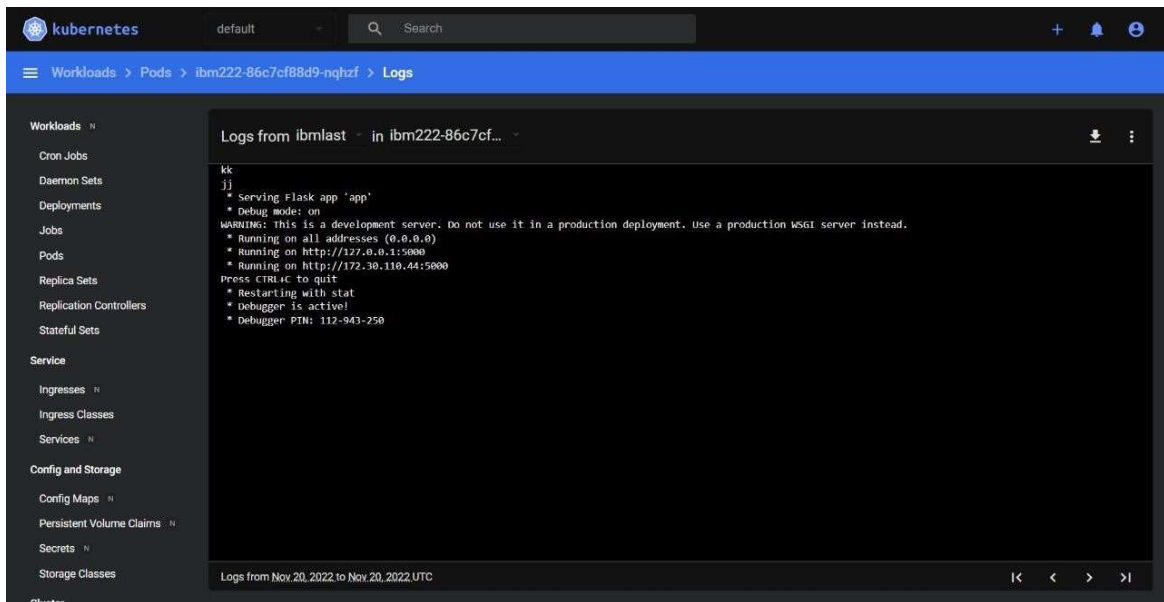 kubernetes
default
Search
Workloads > Pods > ibm222-86c7cf88d9-nqhzf > Logs
Workloads N
Cron Jobs
Daemon Sets
Deployments
Jobs
Pods
Replica Sets
Replication Controllers
Stateful Sets
Service
Ingresses N
Ingress Classes
Services N
Config and Storage
Config Maps N
Persistent Volume Claims N
Secrets N
Storage Classes
Cluster
Logs from ibmlast in ibm222-86c7cf...
kk
jj
* Serving Flask app 'app'
* Debug mode: on
WARNING: This is a development server. Do not use it in a production deployment. Use a production WSGI server instead.
* Running on all addresses (0.0.0.0)
* Running on http://127.0.0.1:5000
* Running on http://172.30.110.44:5000
Press CTRL+C to quit
* Restarting with stat
* Debugger is active!
* Debugger PIN: 112-943-250
Logs from Nov 20, 2022 to Nov 20, 2022 UTC